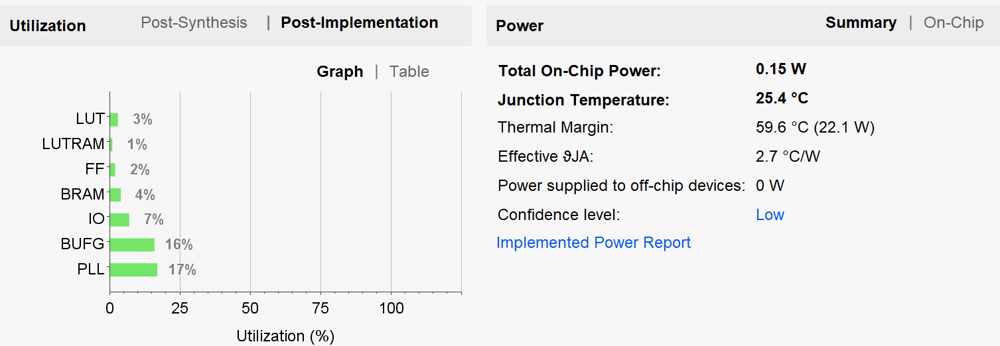 Utilization
Post-Synthesis | Post-Implementation
Graph | Table
LUT 3%
LUTRAM 1%
FF 2%
BRAM 4%
IO 7%
BUFG 16%
PLL 17%
0 25 50 75 100
Utilization (%)
Power
Summary | On-Chip
Total On-Chip Power: 0.15 W
Junction Temperature: 25.4 °C
Thermal Margin: 59.6 °C (22.1 W)
Effective ϑJA: 2.7 °C/W
Power supplied to off-chip devices: 0 W
Confidence level: Low
Implemented Power Report